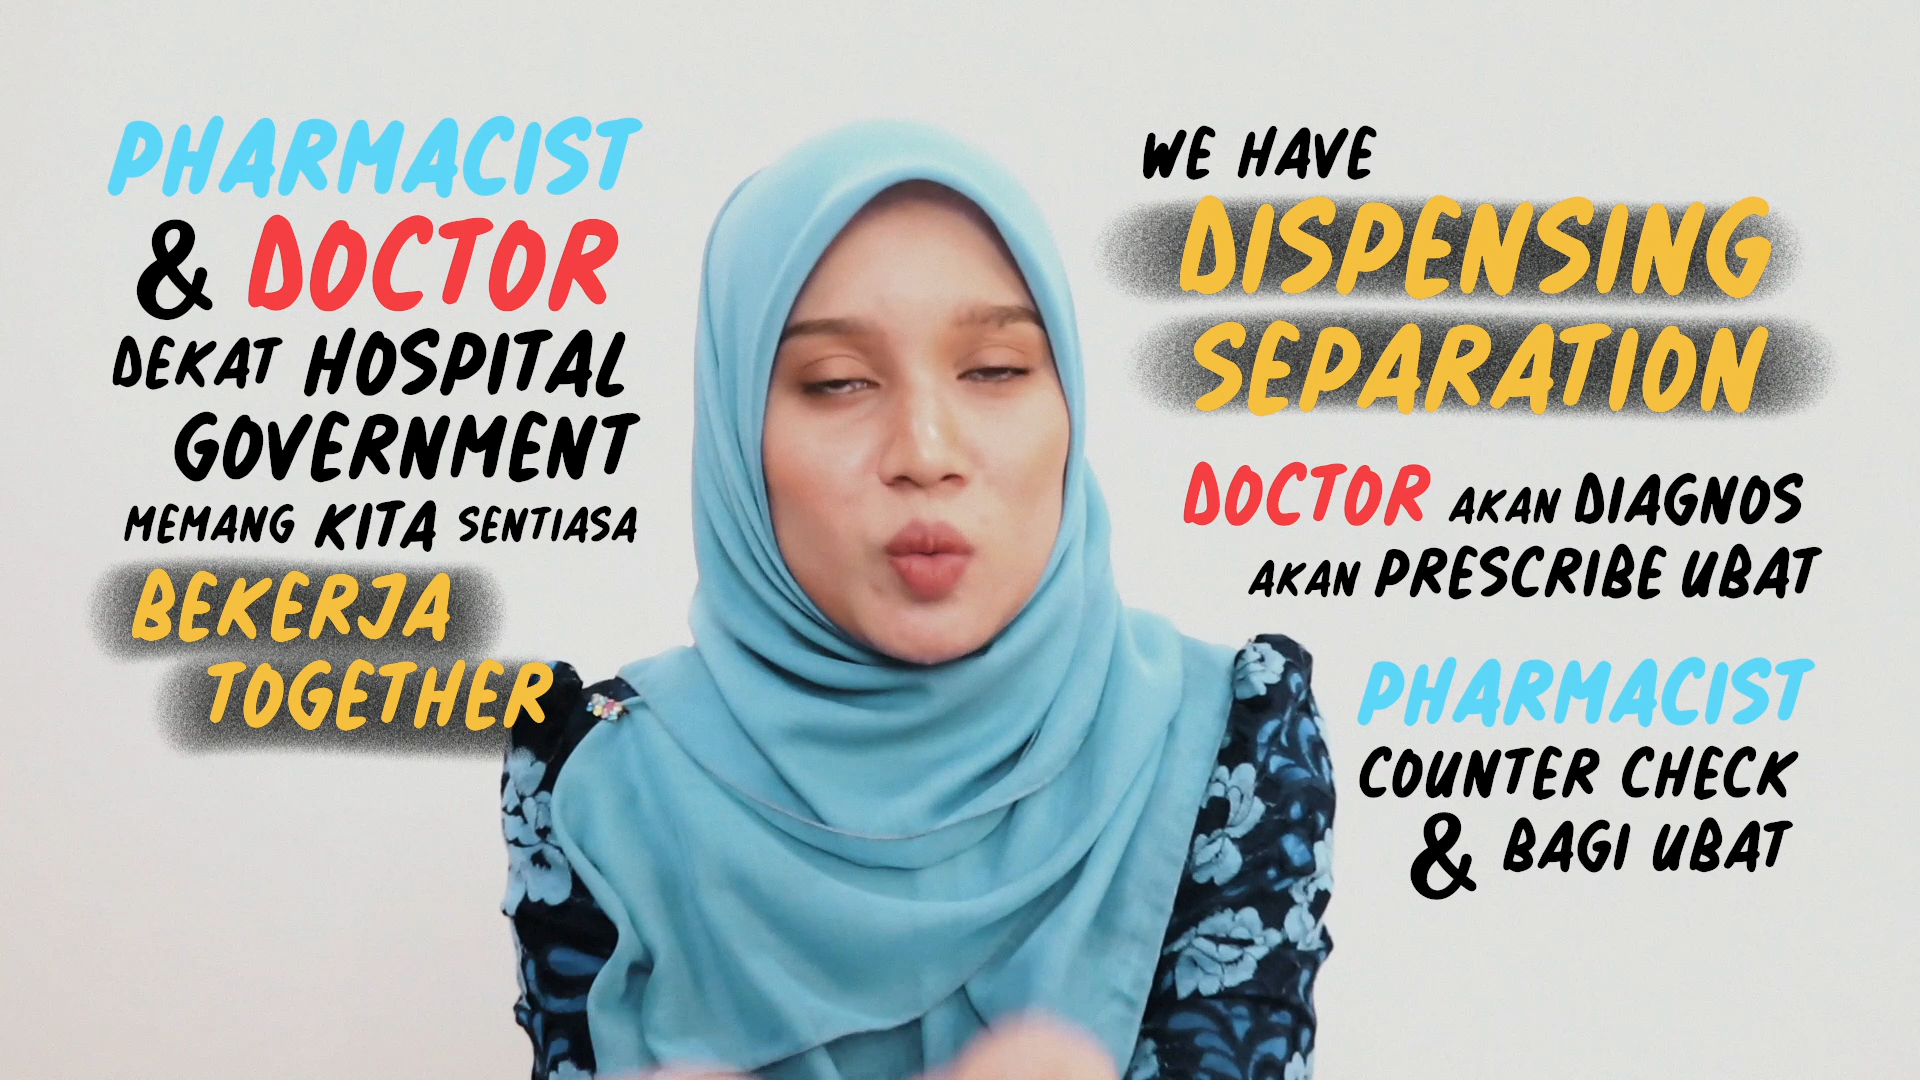 PHARMACIST
& DOCTOR
DEKAT HOSPITAL
GOVERNMENT
MEMANG KITA SENTIASA
BEKERJA
TOGETHER
WE HAVE
DISPENSING
SEPARATION
DOCTOR AKAN DIAGNOS
AKAN PRESCRIBE UBAT
PHARMACIST
COUNTER CHECK
& BAGI UBAT